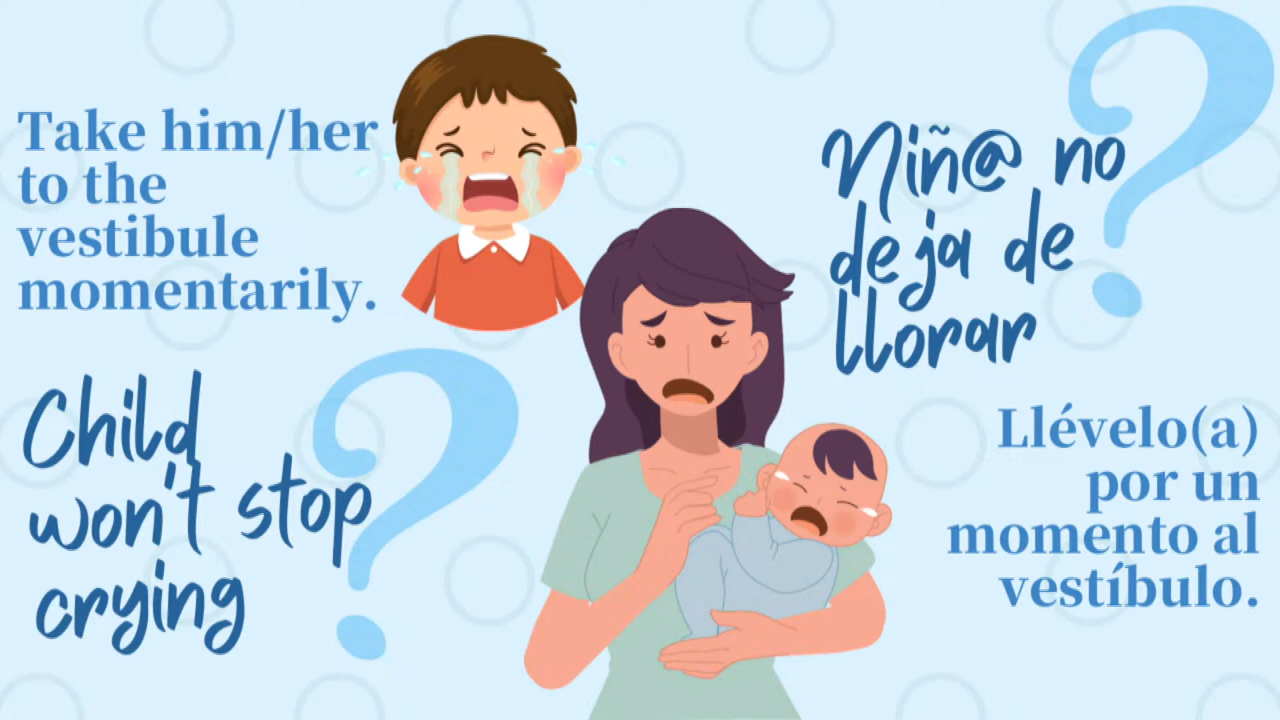 Take him/her
to the
vestibule
momentarily.
Child
won't stop
crying
?
Niñ@ no
deja de
llorar
?
Llévelo(a)
por un
momento al
vestíbulo.